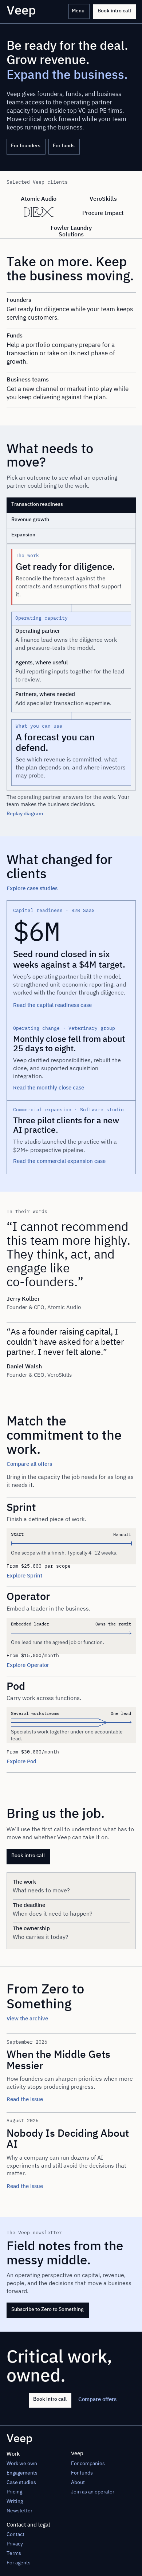 Veep
Menu
Book intro call
Be ready for the deal.
Grow revenue.
Expand the business.
Veep gives founders, funds, and business
teams access to the operating partner
capacity found inside top VC and PE firms.
Move critical work forward while your team
keeps running the business.
For founders
For funds
Selected Veep clients
Atomic Audio
VeroSkills
DIEUX
Procure Impact
Fowler Laundry
Solutions
Take on more. Keep
the business moving.
Founders
Get ready for diligence while your team keeps
serving customers.
Funds
Help a portfolio company prepare for a
transaction or take on its next phase of
growth.
Business teams
Get a new channel or market into play while
you keep delivering against the plan.
What needs to
move?
Pick an outcome to see what an operating
partner could bring to the work.
Transaction readiness
Revenue growth
Expansion
The work
Get ready for diligence.
Reconcile the forecast against the
contracts and assumptions that support
it.
Operating capacity
Operating partner
A finance lead owns the diligence work
and pressure-tests the model.
Agents, where useful
Pull reporting inputs together for the lead
to review.
Partners, where needed
Add specialist transaction expertise.
What you can use
A forecast you can
defend.
See which revenue is committed, what
the plan depends on, and where investors
may probe.
The operating partner answers for the work. Your
team makes the business decisions.
Replay diagram
What changed for
clients
Explore case studies
Capital readiness · B2B SaaS
$6M
Seed round closed in six
weeks against a $4M target.
Veep's operating partner built the model,
strengthened unit-economic reporting, and
worked with the founder through diligence.
Read the capital readiness case
Operating change · Veterinary group
Monthly close fell from about
25 days to eight.
Veep clarified responsibilities, rebuilt the
close, and supported acquisition
integration.
Read the monthly close case
Commercial expansion · Software studio
Three pilot clients for a new
AI practice.
The studio launched the practice with a
$2M+ prospective pipeline.
Read the commercial expansion case
In their words
“I cannot recommend
this team more highly.
They think, act, and
engage like
co-founders.”
Jerry Kolber
Founder & CEO, Atomic Audio
“As a founder raising capital, I
couldn't have asked for a better
partner. I never felt alone.”
Daniel Walsh
Founder & CEO, VeroSkills
Match the
commitment to the
work.
Compare all offers
Bring in the capacity the job needs for as long as
it needs it.
Sprint
Finish a defined piece of work.
Start
Handoff
One scope with a finish. Typically 4–12 weeks.
From $25,000 per scope
Explore Sprint
Operator
Embed a leader in the business.
Embedded leader
Owns the remit
One lead runs the agreed job or function.
From $15,000/month
Explore Operator
Pod
Carry work across functions.
Several workstreams
One lead
Specialists work together under one accountable
lead.
From $30,000/month
Explore Pod
Bring us the job.
We'll use the first call to understand what has to
move and whether Veep can take it on.
Book intro call
The work
What needs to move?
The deadline
When does it need to happen?
The ownership
Who carries it today?
From Zero to
Something
View the archive
September 2026
When the Middle Gets
Messier
How founders can sharpen priorities when more
activity stops producing progress.
Read the issue
August 2026
Nobody Is Deciding About
AI
Why a company can run dozens of AI
experiments and still avoid the decisions that
matter.
Read the issue
The Veep newsletter
Field notes from the
messy middle.
An operating perspective on capital, revenue,
people, and the decisions that move a business
forward.
Subscribe to Zero to Something
Critical work,
owned.
Book intro call
Compare offers
Veep
Work
Work we own
Engagements
Case studies
Pricing
Writing
Newsletter
Veep
For companies
For funds
About
Join as an operator
Contact and legal
Contact
Privacy
Terms
For agents